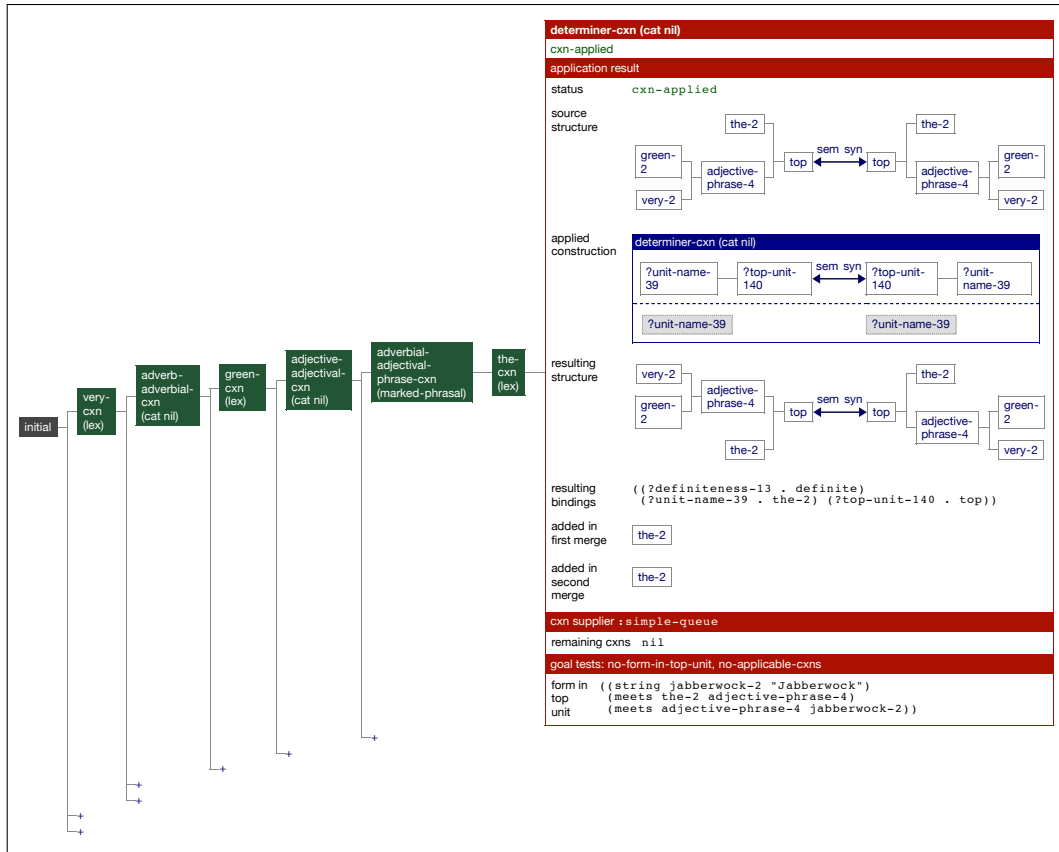 initial
very-
cxn
(lex)
adverb-
adverbial-
cxn
(cat nil)
green-
cxn
(lex)
adjective-
adjectival-
cxn
(cat nil)
adverbial-
adjectival-
phrase-cxn
(marked-phrasal)
the-
cxn
(lex)
+
+
+
+
+
+
+
determiner-cxn (cat nil)
cxn-applied
application result
status cxn-applied
source
structure
the-2
green-
2
very-2
adjective-
phrase-4
top
sem syn
top
the-2
adjective-
phrase-4
green-
2
very-2
applied
construction
determiner-cxn (cat nil)
?unit-name-
39
?top-unit-
140
sem syn
?top-unit-
140
?unit-
name-39
?unit-name-39
?unit-name-39
resulting
structure
very-2
green-
2
adjective-
phrase-4
the-2
top
sem syn
top
the-2
adjective-
phrase-4
green-
2
very-2
resulting
bindings
((?definiteness-13 . definite)
(?unit-name-39 . the-2) (?top-unit-140 . top))
added in
first merge
the-2
added in
second
merge
the-2
cxn supplier :simple-queue
remaining cxns nil
goal tests: no-form-in-top-unit, no-applicable-cxns
form in
top
unit
((string jabberwock-2 "Jabberwock")
(meets the-2 adjective-phrase-4)
(meets adjective-phrase-4 jabberwock-2))